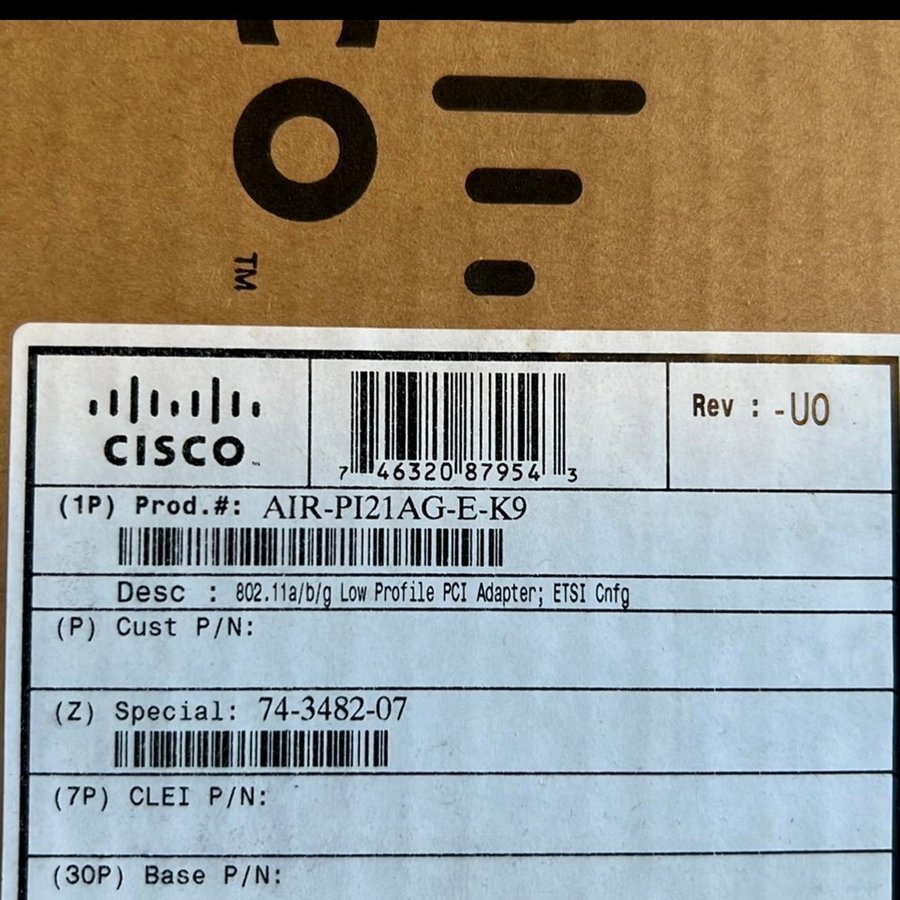 CO
TM
CISCO
7 46320 87954 3
Rev : -U0
(1P) Prod.#: AIR-PI21AG-E-K9
Desc : 802.11a/b/g Low Profile PCI Adapter; ETSI Cnfg
(P) Cust P/N:
(Z) Special: 74-3482-07
(7P) CLEI P/N:
(30P) Base P/N: